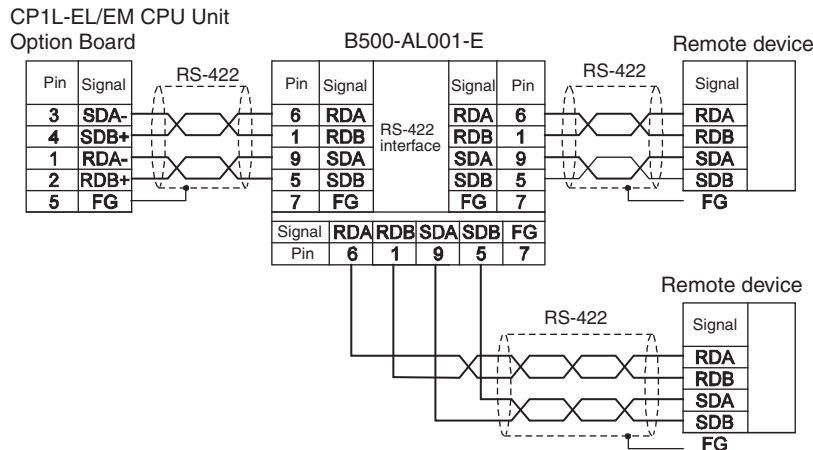 CP1L-EL/EM CPU Unit
Option Board
B500-AL001-E
Remote device
Pin Signal RS-422 Pin Signal Signal Pin RS-422 Signal
3 SDA- 6 RDA RDA 6 RDA
4 SDB+ 1 RDB RS-422 RDB 1 RDB
1 RDA- 9 SDA interface SDA 9 SDA
2 RDB+ 5 SDB SDB 5 SDB
5 FG 7 FG FG 7 FG
Signal RDA RDB SDA SDB FG
Pin 6 1 9 5 7
Remote device
RS-422
Signal
RDA
RDB
SDA
SDB
FG